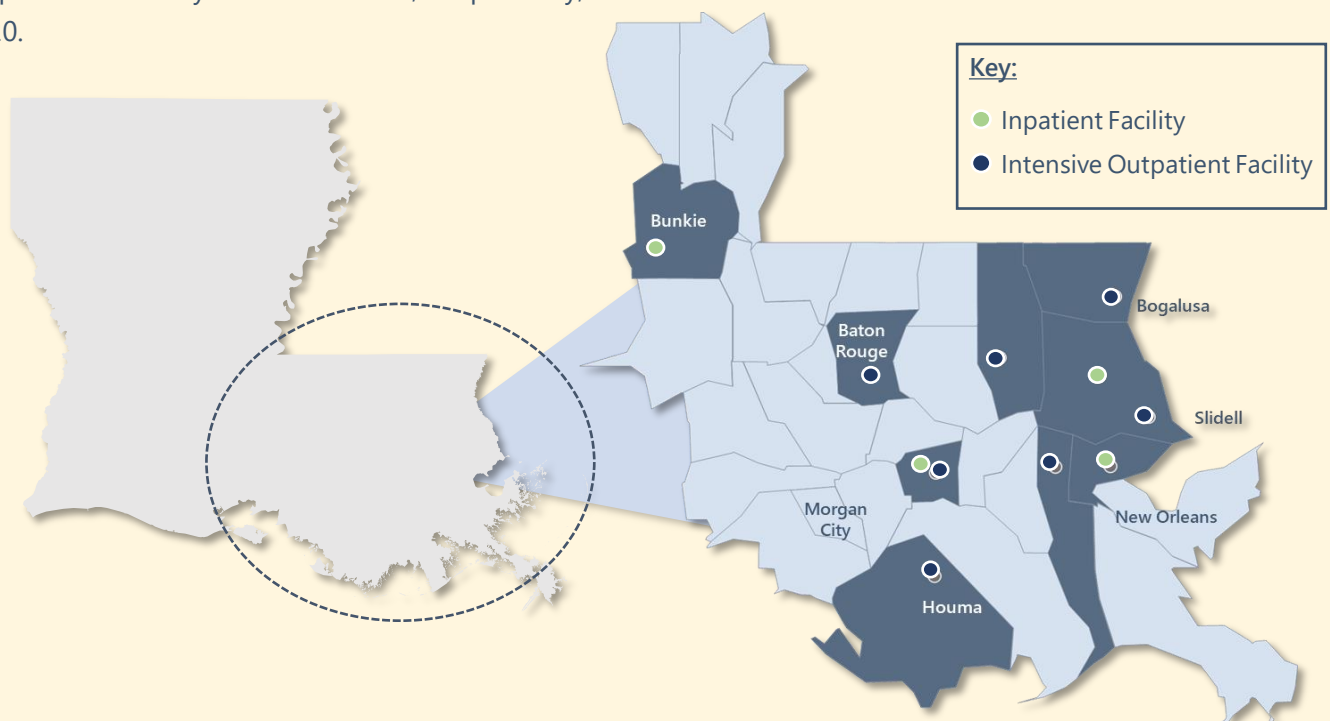 0.
Key:
Inpatient Facility
Intensive Outpatient Facility
Bunkie
Bogalusa
Baton
Rouge
Slidell
Morgan
City
New Orleans
Houma